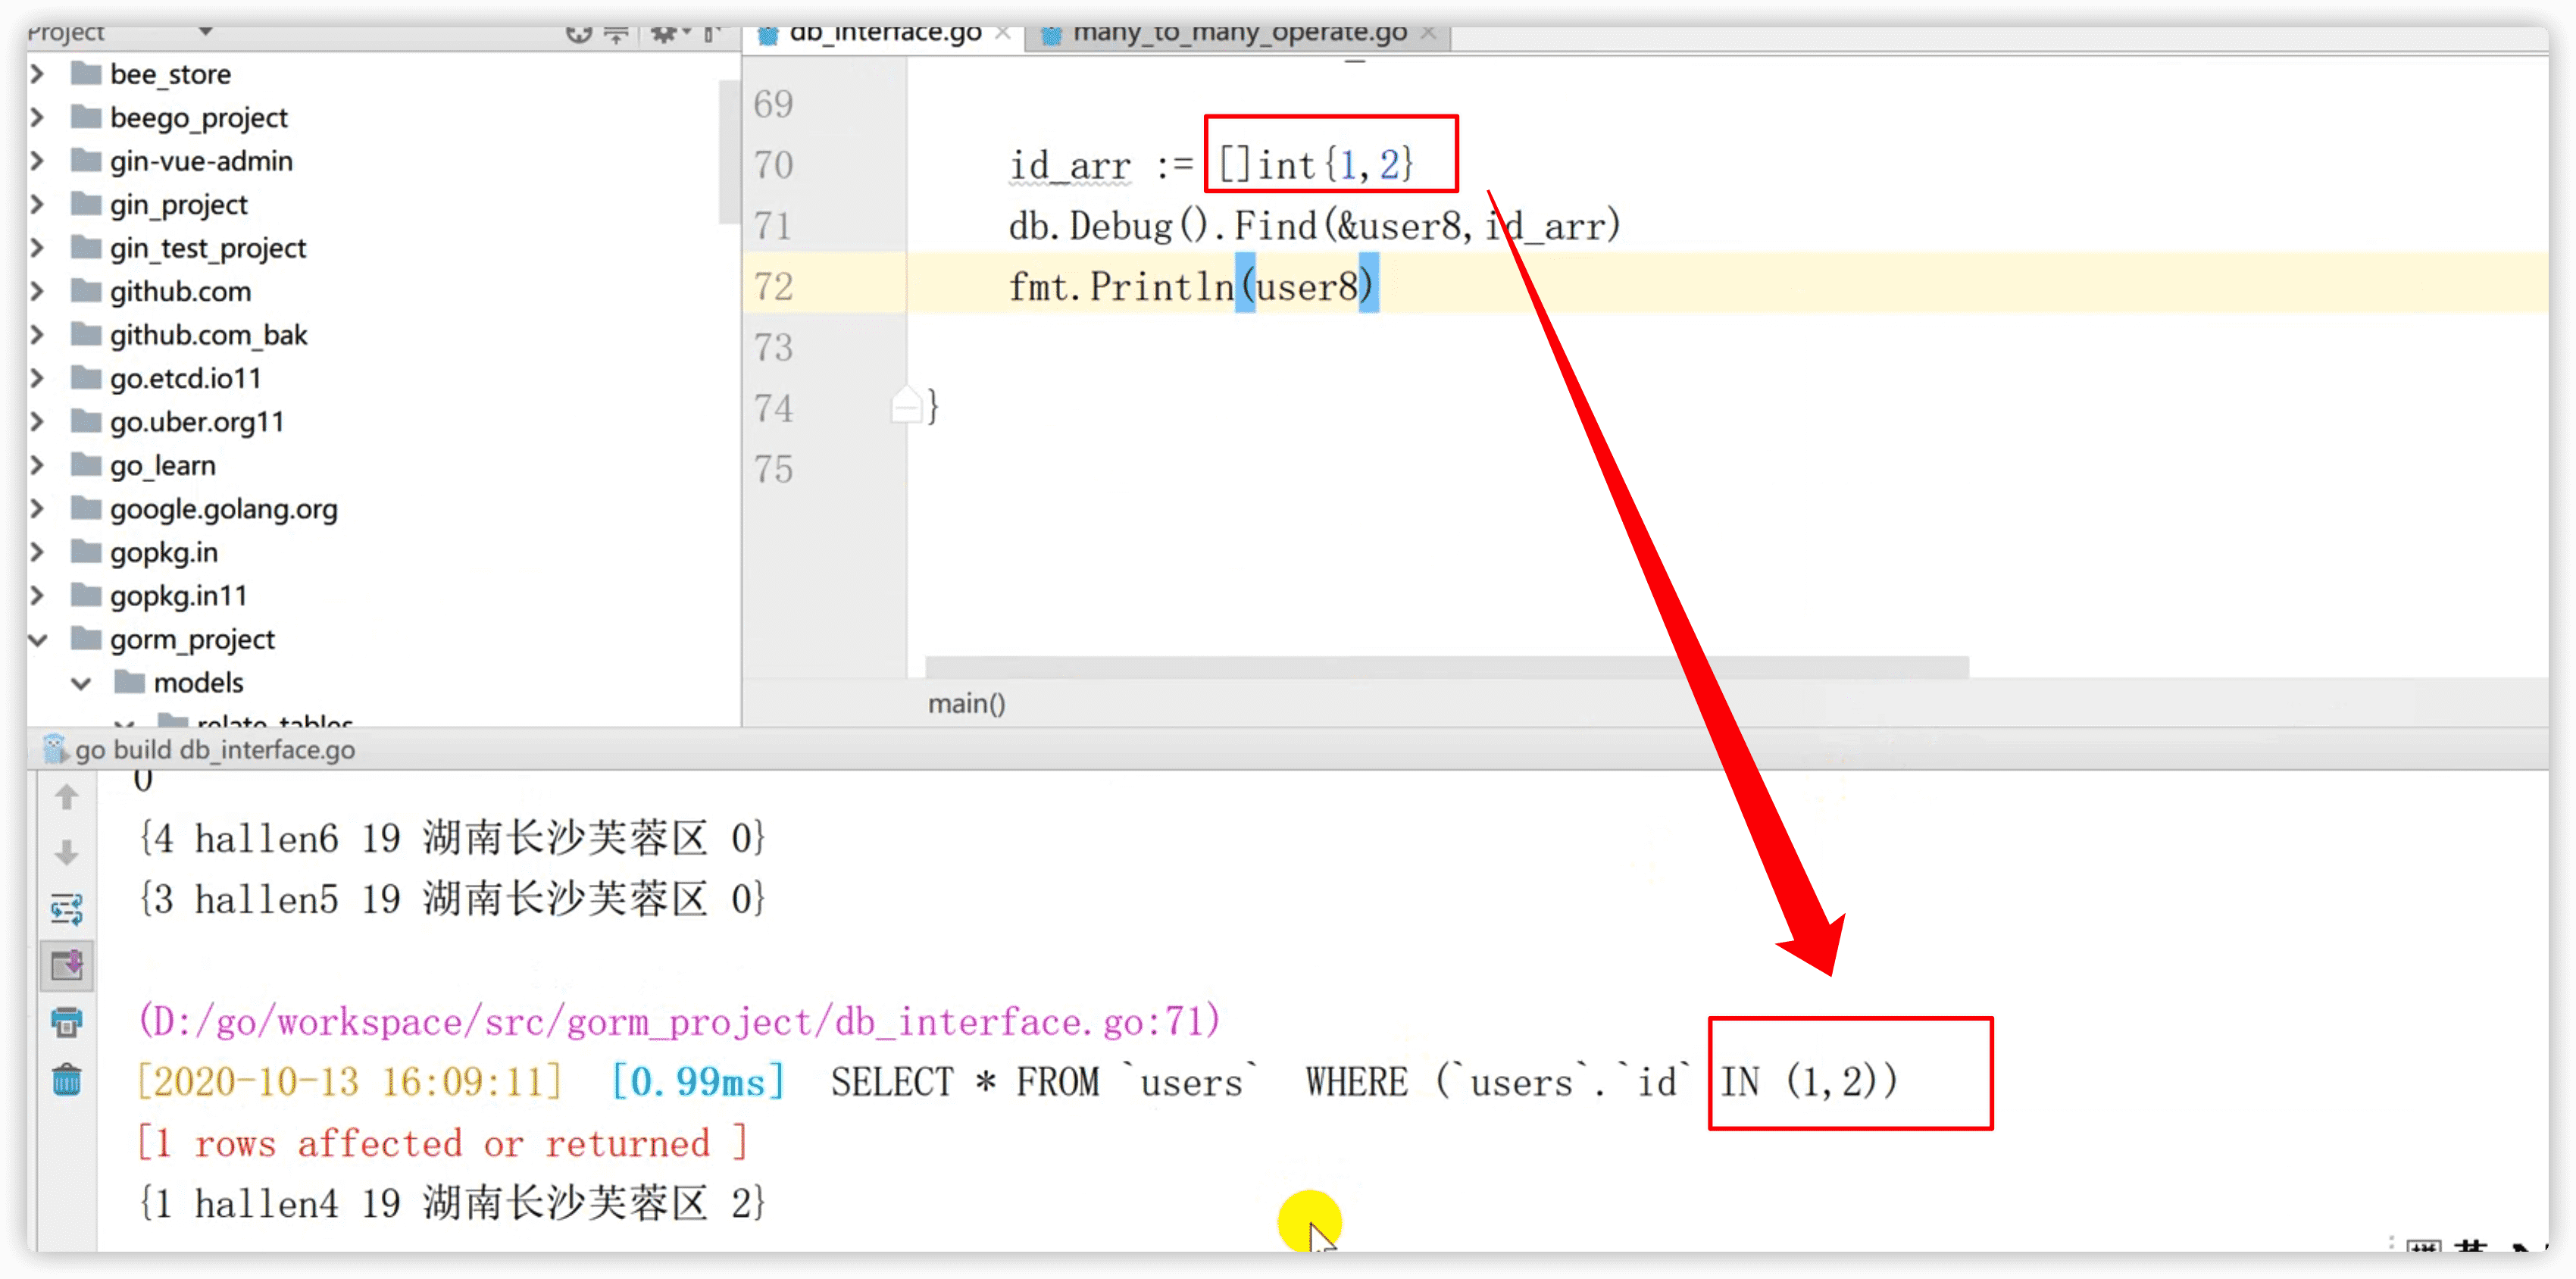 Project
bee_store
beego_project
gin-vue-admin
gin_project
gin_test_project
github.com
github.com_bak
go.etcd.io11
go.uber.org11
go_learn
google.golang.org
gopkg.in
gopkg.in11
gorm_project
models
relate_tables
db_interface.go
many_to_many_operate.go
69
70 id_arr := []int{1,2}
71 db.Debug().Find(&user8,id_arr)
72 fmt.Println(user8)
73
74 }
75
main()
go build db_interface.go
0
{4 hallen6 19 湖南长沙芙蓉区 0}
{3 hallen5 19 湖南长沙芙蓉区 0}
(D:/go/workspace/src/gorm_project/db_interface.go:71)
[2020-10-13 16:09:11] [0.99ms] SELECT * FROM `users` WHERE (`users`.`id` IN (1,2))
[1 rows affected or returned ]
{1 hallen4 19 湖南长沙芙蓉区 2}